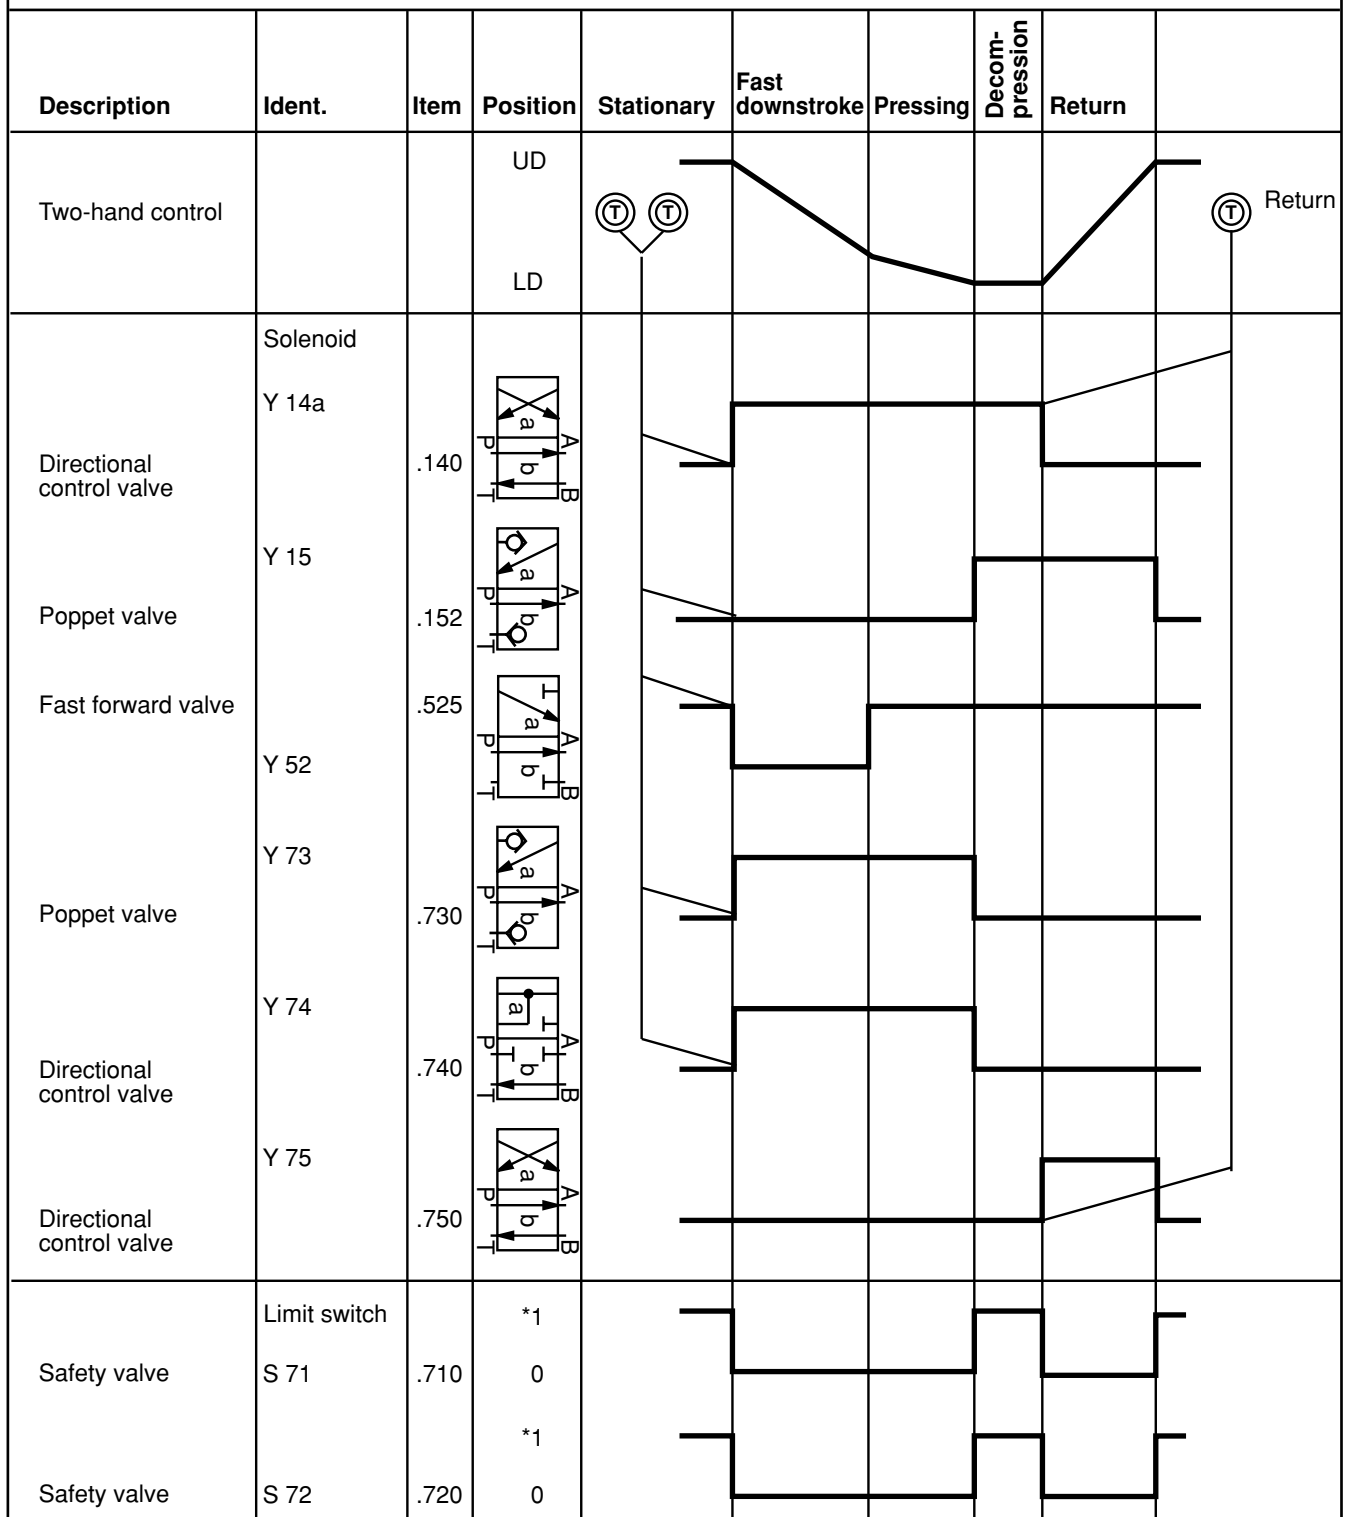 Description
Ident.
Item
Position
Stationary
Fast
downstroke
Pressing
Decom-
pression
Return
Two-hand control
UD
LD
T
T
T
Return
Solenoid
Y 14a
Directional
control valve
.140
a
b
P
T
A
B
Y 15
Poppet valve
.152
a
b
P
T
A
Fast forward valve
.525
Y 52
a
b
P
T
A
B
Y 73
Poppet valve
.730
a
b
P
T
A
Y 74
Directional
control valve
.740
a
b
P
T
A
B
Y 75
Directional
control valve
.750
a
b
P
T
A
B
Limit switch
*1
Safety valve
S 71
.710
0
*1
Safety valve
S 72
.720
0